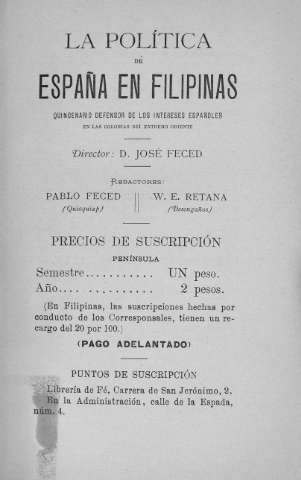 LA POLÍTICA
DE
ESPAÑA EN FILIPINAS
QUINCENARIO DEFENSOR DE LOS INTERESES ESPAÑOLES
EN LAS COLONIAS DEL EXTREMO ORIENTE
Director: D. JOSÉ FECED
REDACTORES:
PABLO FECED || W. E. RETANA
(Quioquiap) || (Desengaños)
PRECIOS DE SUSCRIPCIÓN
PENÍNSULA
Semestre........... UN peso.
Año.... ........... 2 pesos.
(En Filipinas, las suscripciones hechas por
conducto de los Corresponsales, tienen un re-
cargo del 20 por 100.)
(PAGO ADELANTADO)
PUNTOS DE SUSCRIPCIÓN
Librería de Fé, Carrera de San Jerónimo, 2.
En la Administración, calle de la Espada,
núm. 4.